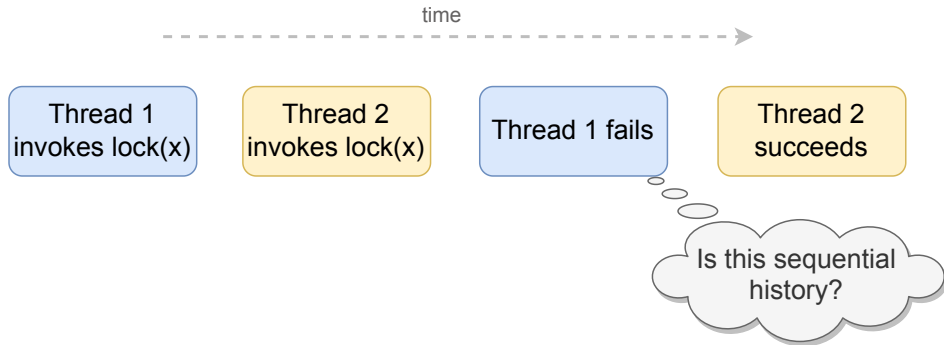 time
Thread 1
invokes lock(x)
Thread 2
invokes lock(x)
Thread 1 fails
Thread 2
succeeds
Is this sequential
history?